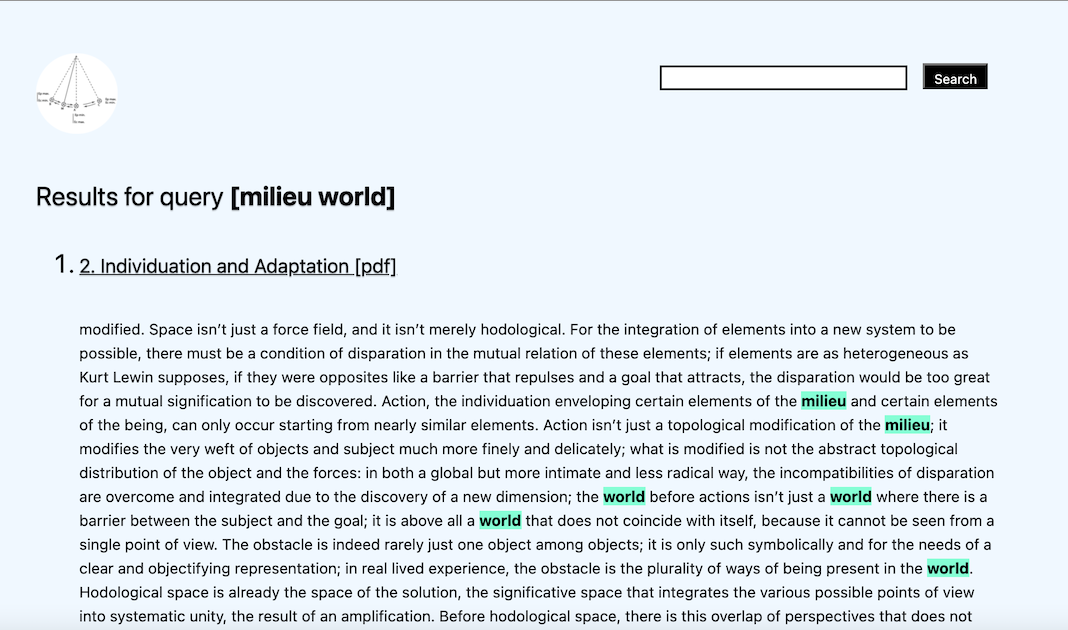 Search
Results for query [milieu world]
1. 2. Individuation and Adaptation [pdf]
modified. Space isn’t just a force field, and it isn’t merely hodological. For the integration of elements into a new system to be
possible, there must be a condition of disparation in the mutual relation of these elements; if elements are as heterogeneous as
Kurt Lewin supposes, if they were opposites like a barrier that repulses and a goal that attracts, the disparation would be too great
for a mutual signification to be discovered. Action, the individuation enveloping certain elements of the milieu and certain elements
of the being, can only occur starting from nearly similar elements. Action isn’t just a topological modification of the milieu; it
modifies the very weft of objects and subject much more finely and delicately; what is modified is not the abstract topological
distribution of the object and the forces: in both a global but more intimate and less radical way, the incompatibilities of disparation
are overcome and integrated due to the discovery of a new dimension; the world before actions isn’t just a world where there is a
barrier between the subject and the goal; it is above all a world that does not coincide with itself, because it cannot be seen from a
single point of view. The obstacle is indeed rarely just one object among objects; it is only such symbolically and for the needs of a
clear and objectifying representation; in real lived experience, the obstacle is the plurality of ways of being present in the world.
Hodological space is already the space of the solution, the significative space that integrates the various possible points of view
into systematic unity, the result of an amplification. Before hodological space, there is this overlap of perspectives that does not